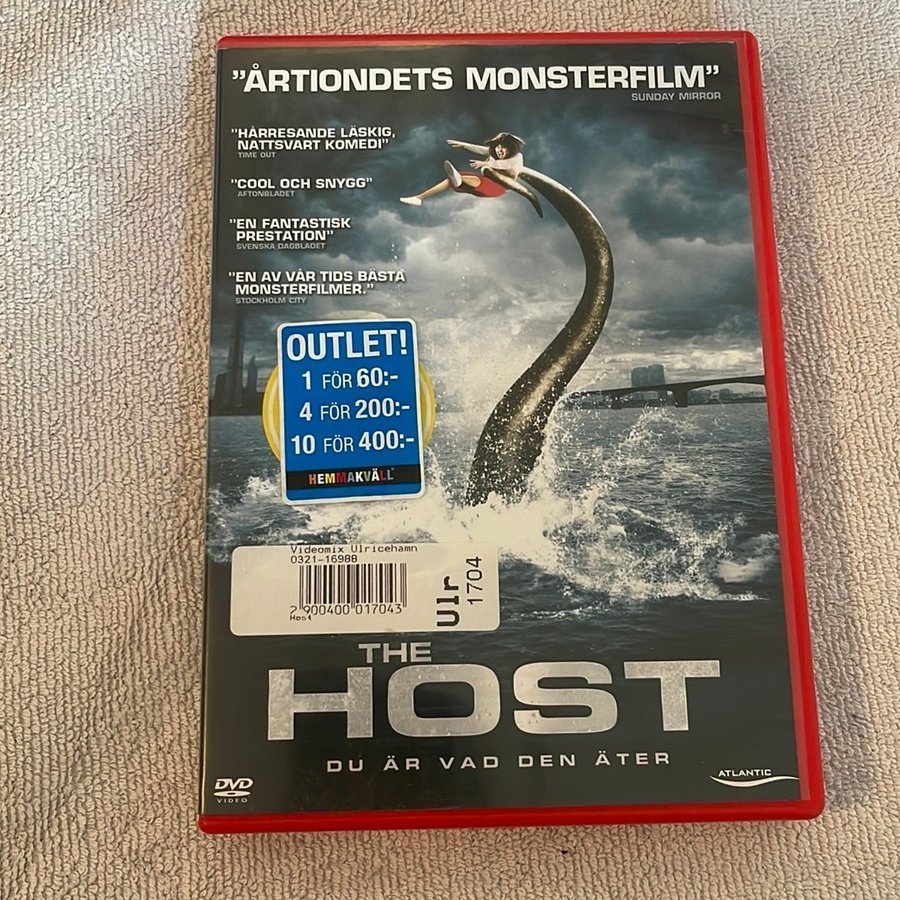 ”ÅRTIONDETS MONSTERFILM”
SUNDAY MIRROR
”HÅRRESANDE LÄSKIG,
NATTSVART KOMEDI”
TIME OUT
”COOL OCH SNYGG”
AFTONBLADET
”EN FANTASTISK
PRESTATION”
SVENSKA DAGBLADET
”EN AV VÅR TIDS BÄSTA
MONSTERFILMER.”
STOCKHOLM CITY
OUTLET!
1 FÖR 60:-
4 FÖR 200:-
10 FÖR 400:-
HEMMAKVÄLL
Videomix Ulricehamn
0321-16988
2 900400 017043
Host
Ulr
1704
THE
HOST
DU ÄR VAD DEN ÄTER
DVD
VIDEO
ATLANTIC